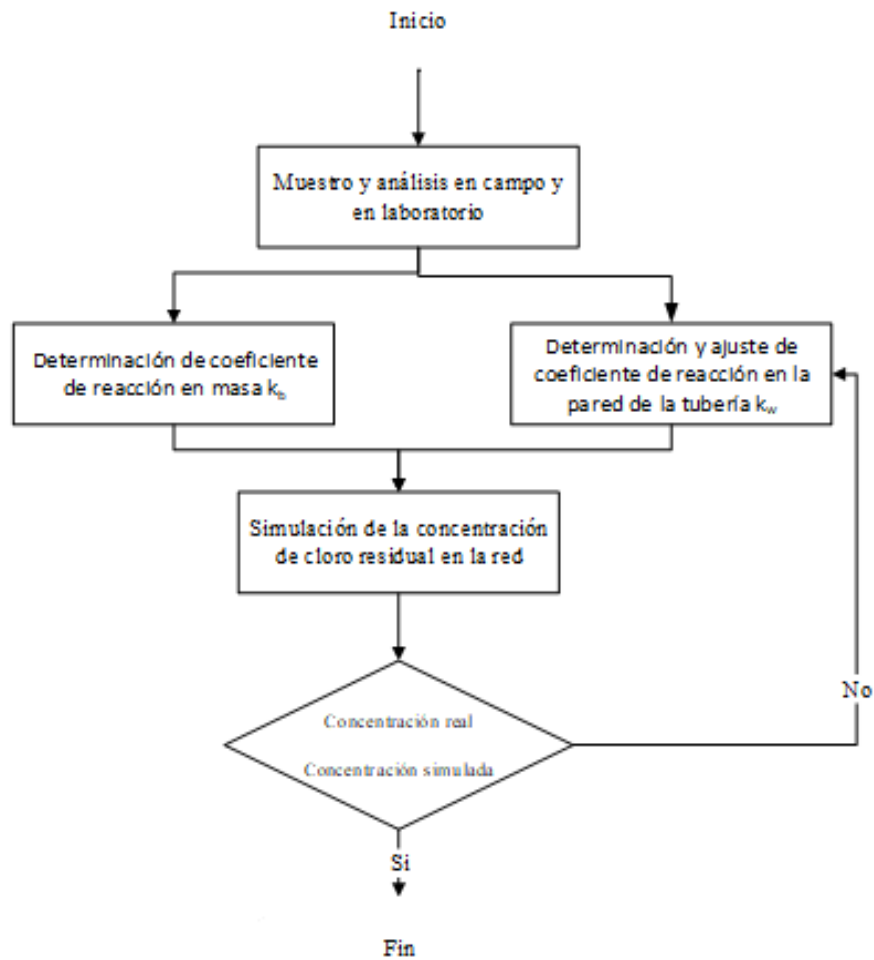 Inicio
Muestro y análisis en campo y
en laboratorio
Determinación de coeficiente
de reacción en masa k_b
Determinación y ajuste de
coeficiente de reacción en la
pared de la tubería k_w
Simulación de la concentración
de cloro residual en la red
Concentración real
Concentración simulada
No
Si
Fin